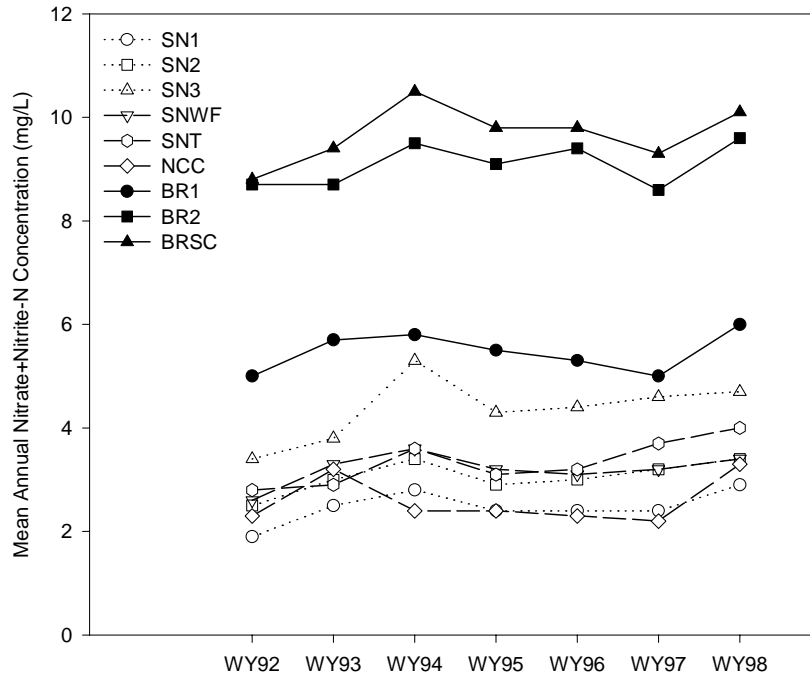 Mean Annual Nitrate+Nitrite-N Concentration (mg/L)
12
10
8
6
4
2
0
SN1
SN2
SN3
SNWF
SNT
NCC
BR1
BR2
BRSC
WY92 WY93 WY94 WY95 WY96 WY97 WY98